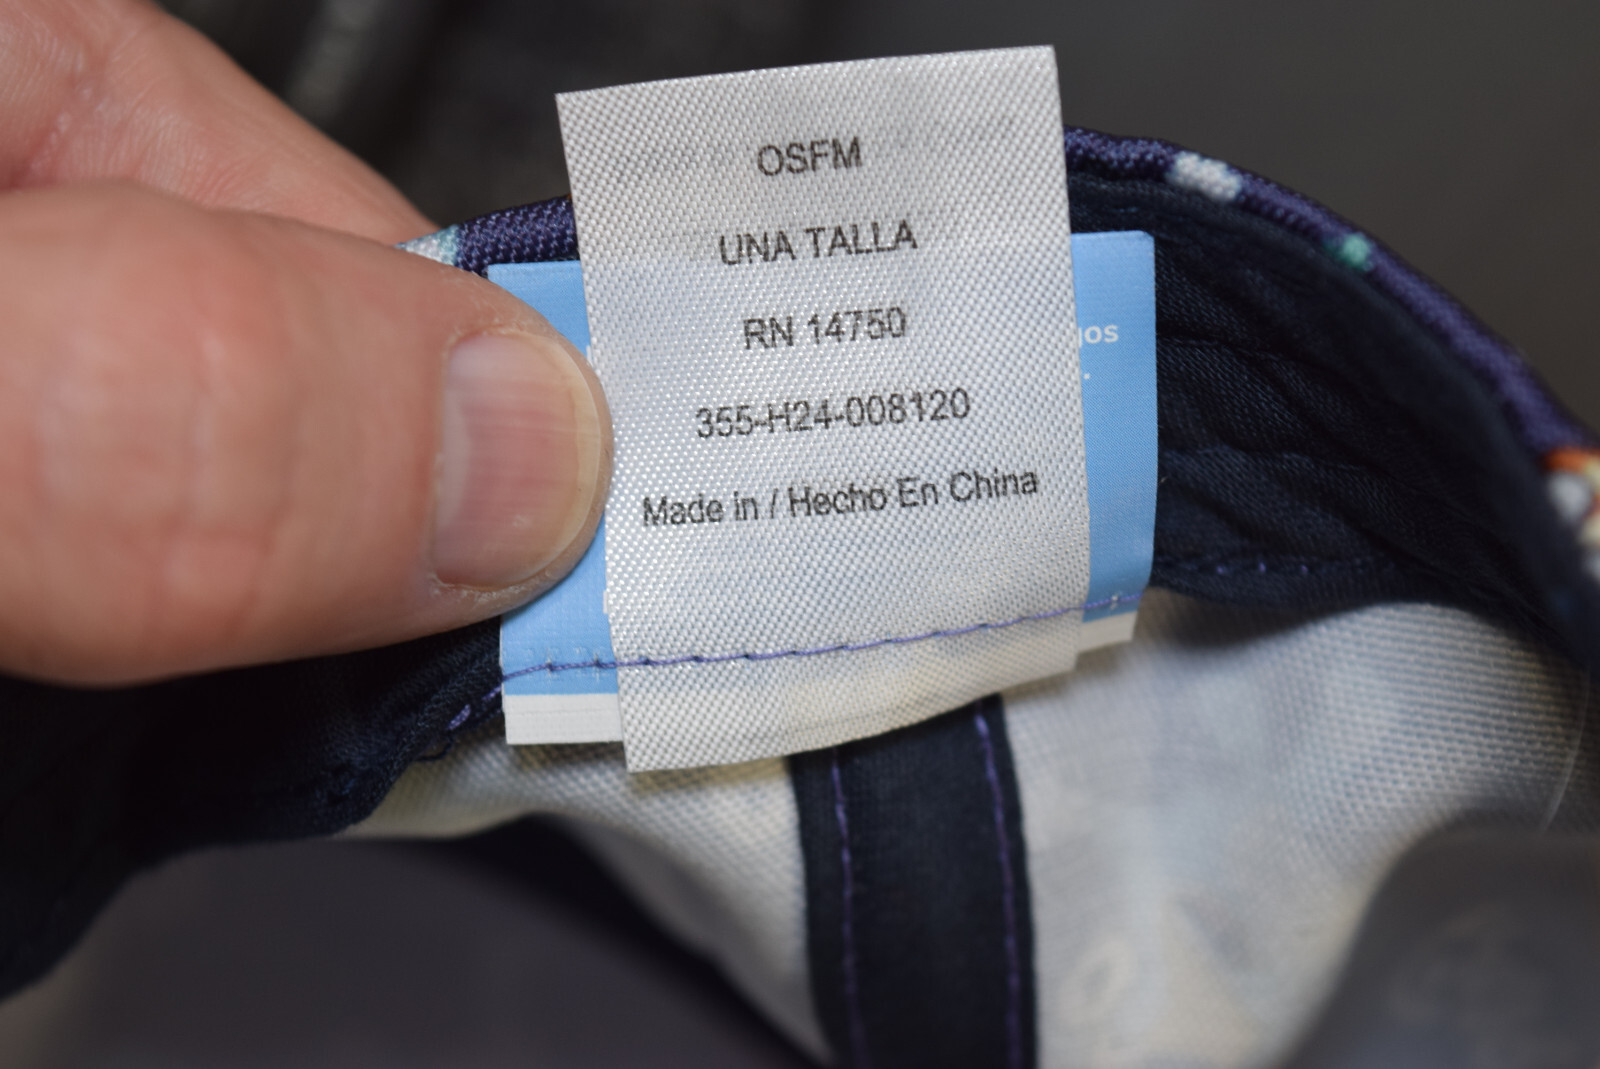 OSFM
UNA TALLA
RN 14750
355-H24-008120
Made in / Hecho En China